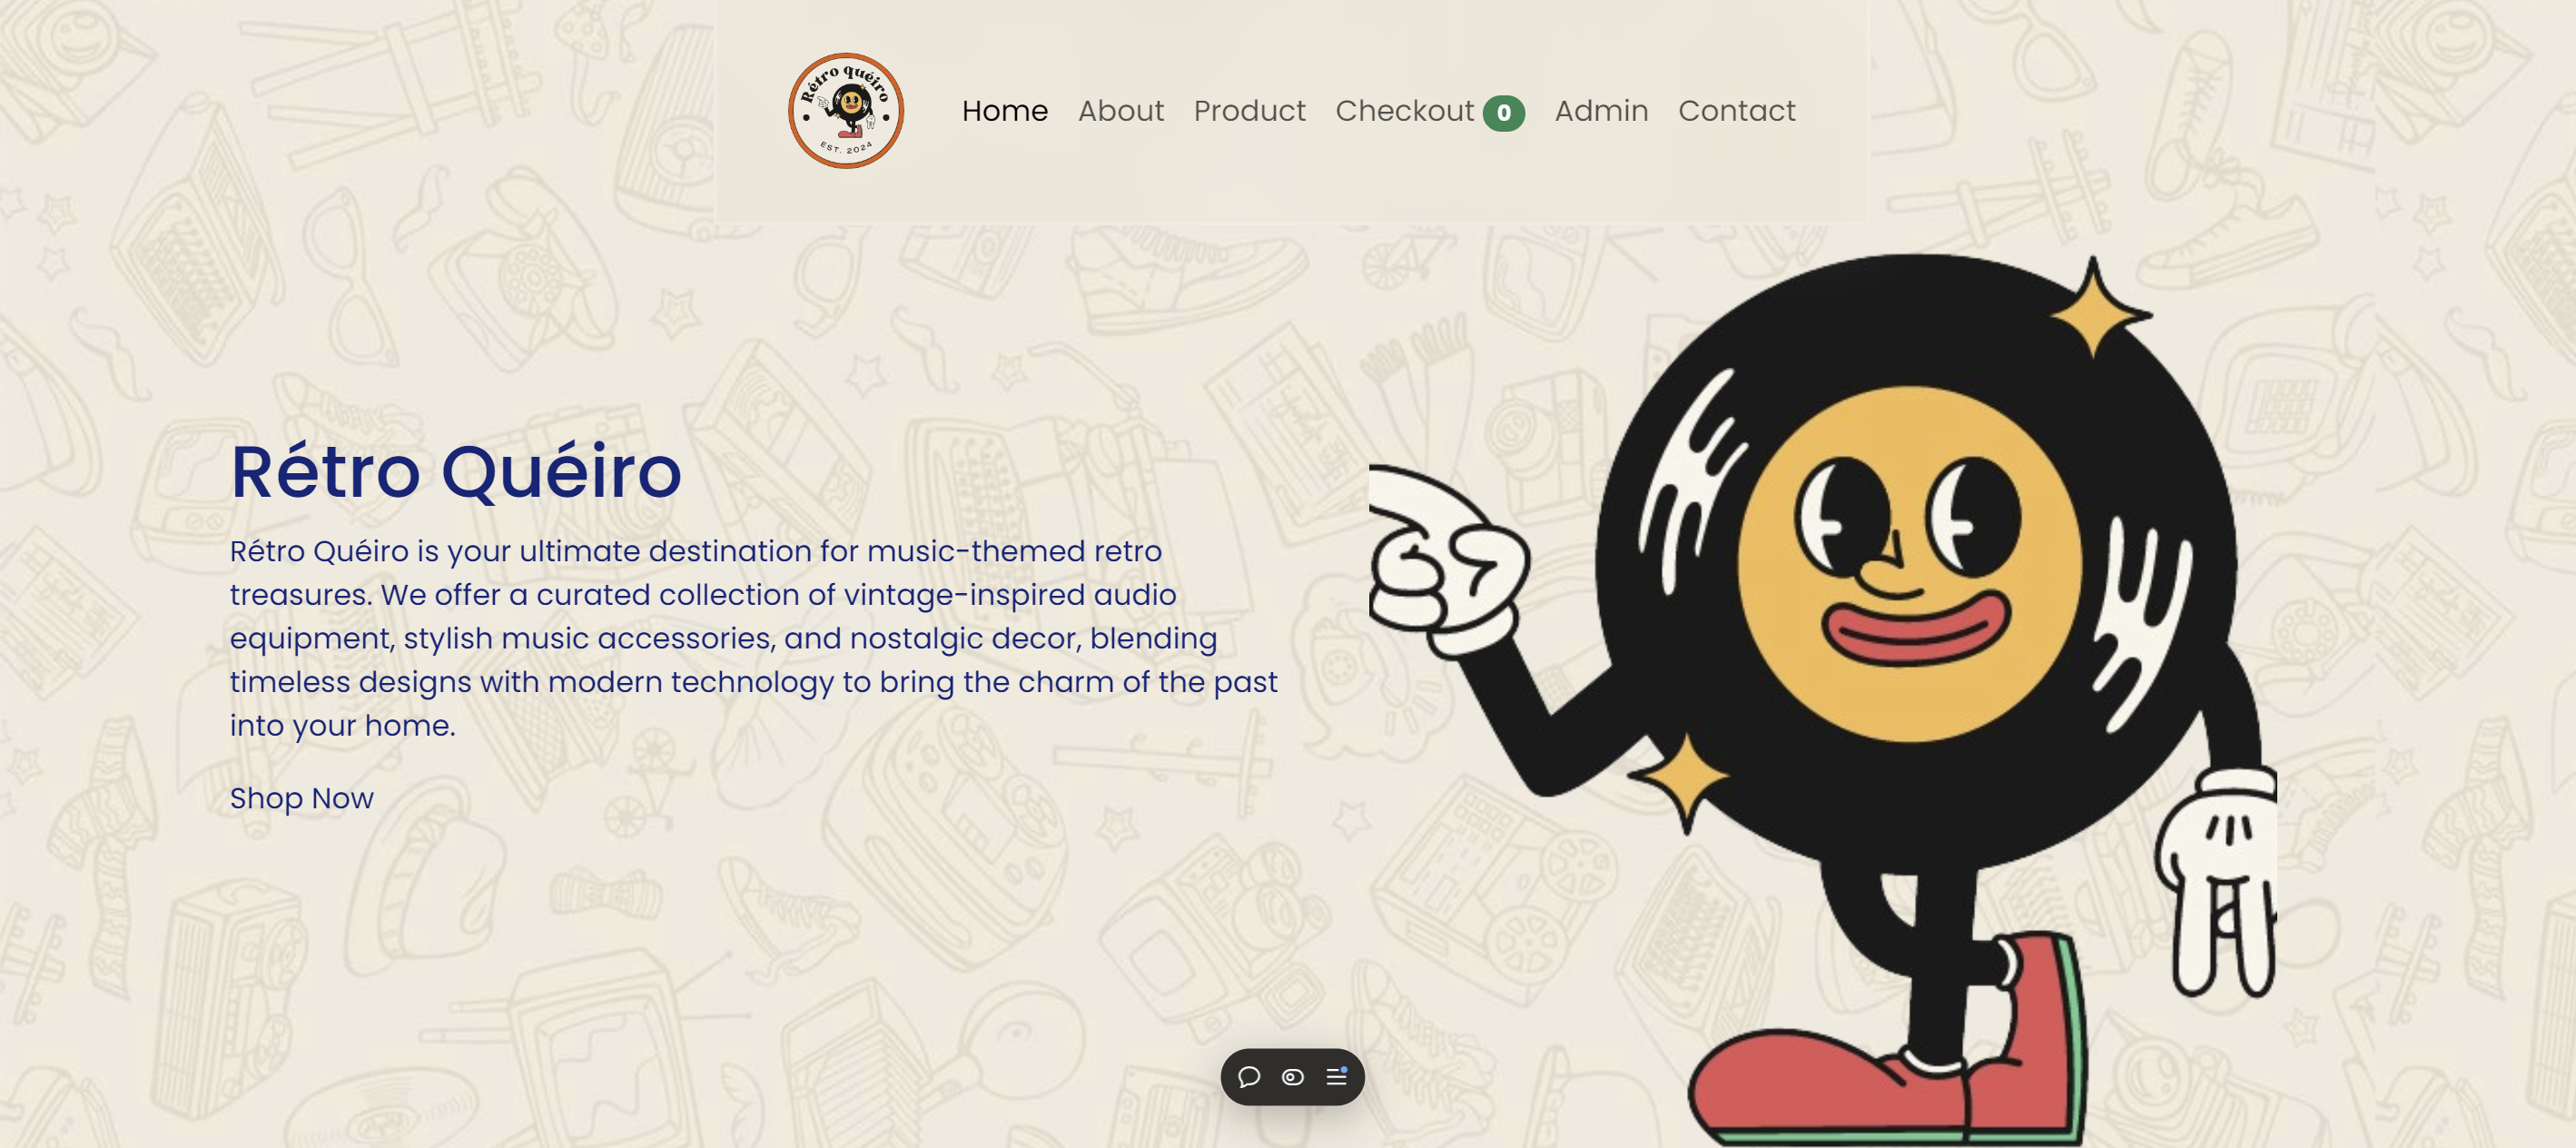 Rétro quéiro
EST. 2024
Home About Product Checkout 0 Admin Contact
Rétro Quéiro
Rétro Quéiro is your ultimate destination for music-themed retro
treasures. We offer a curated collection of vintage-inspired audio
equipment, stylish music accessories, and nostalgic decor, blending
timeless designs with modern technology to bring the charm of the past
into your home.
Shop Now